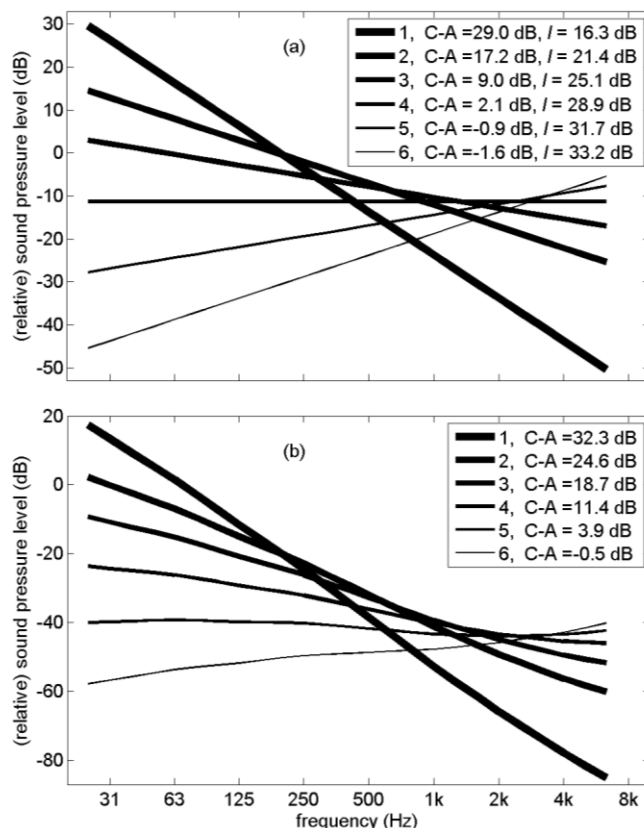 30
20
10
0
-10
-20
-30
-40
-50
(relative) sound pressure level (dB)
(a)
1, C-A =29.0 dB, I = 16.3 dB
2, C-A =17.2 dB, I = 21.4 dB
3, C-A = 9.0 dB, I = 25.1 dB
4, C-A = 2.1 dB, I = 28.9 dB
5, C-A =-0.9 dB, I = 31.7 dB
6, C-A =-1.6 dB, I = 33.2 dB
20
0
-20
-40
-60
-80
(relative) sound pressure level (dB)
(b)
1, C-A =32.3 dB
2, C-A =24.6 dB
3, C-A =18.7 dB
4, C-A =11.4 dB
5, C-A = 3.9 dB
6, C-A =-0.5 dB
31 63 125 250 500 1k 2k 4k 8k
frequency (Hz)